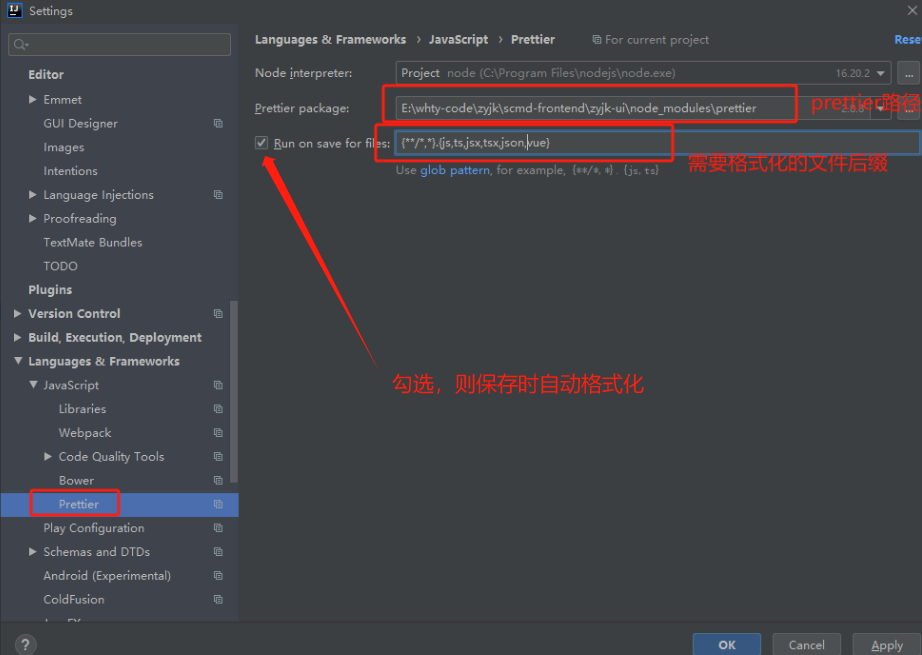 Settings
Editor
Emmet
GUI Designer
Images
Intentions
Language Injections
Proofreading
TextMate Bundles
TODO
Plugins
Version Control
Build, Execution, Deployment
Languages & Frameworks
JavaScript
Libraries
Webpack
Code Quality Tools
Bower
Prettier
Play Configuration
Schemas and DTDs
Android (Experimental)
ColdFusion
Languages & Frameworks › JavaScript › Prettier For current project Rese
Node interpreter: Project node (C:\Program Files\nodejs\node.exe) 16.20.2 ...
Prettier package: E:\whty-code\zyjk\scmd-frontend\zyjk-ui\node_modules\prettier
prettier路径
Run on save for files: {**/*,*}.{js,ts,jsx,tsx,json,vue}
Use glob pattern, for example, {**/*,*}.{js,ts}
需要格式化的文件后缀
勾选，则保存时自动格式化
? OK Cancel Apply